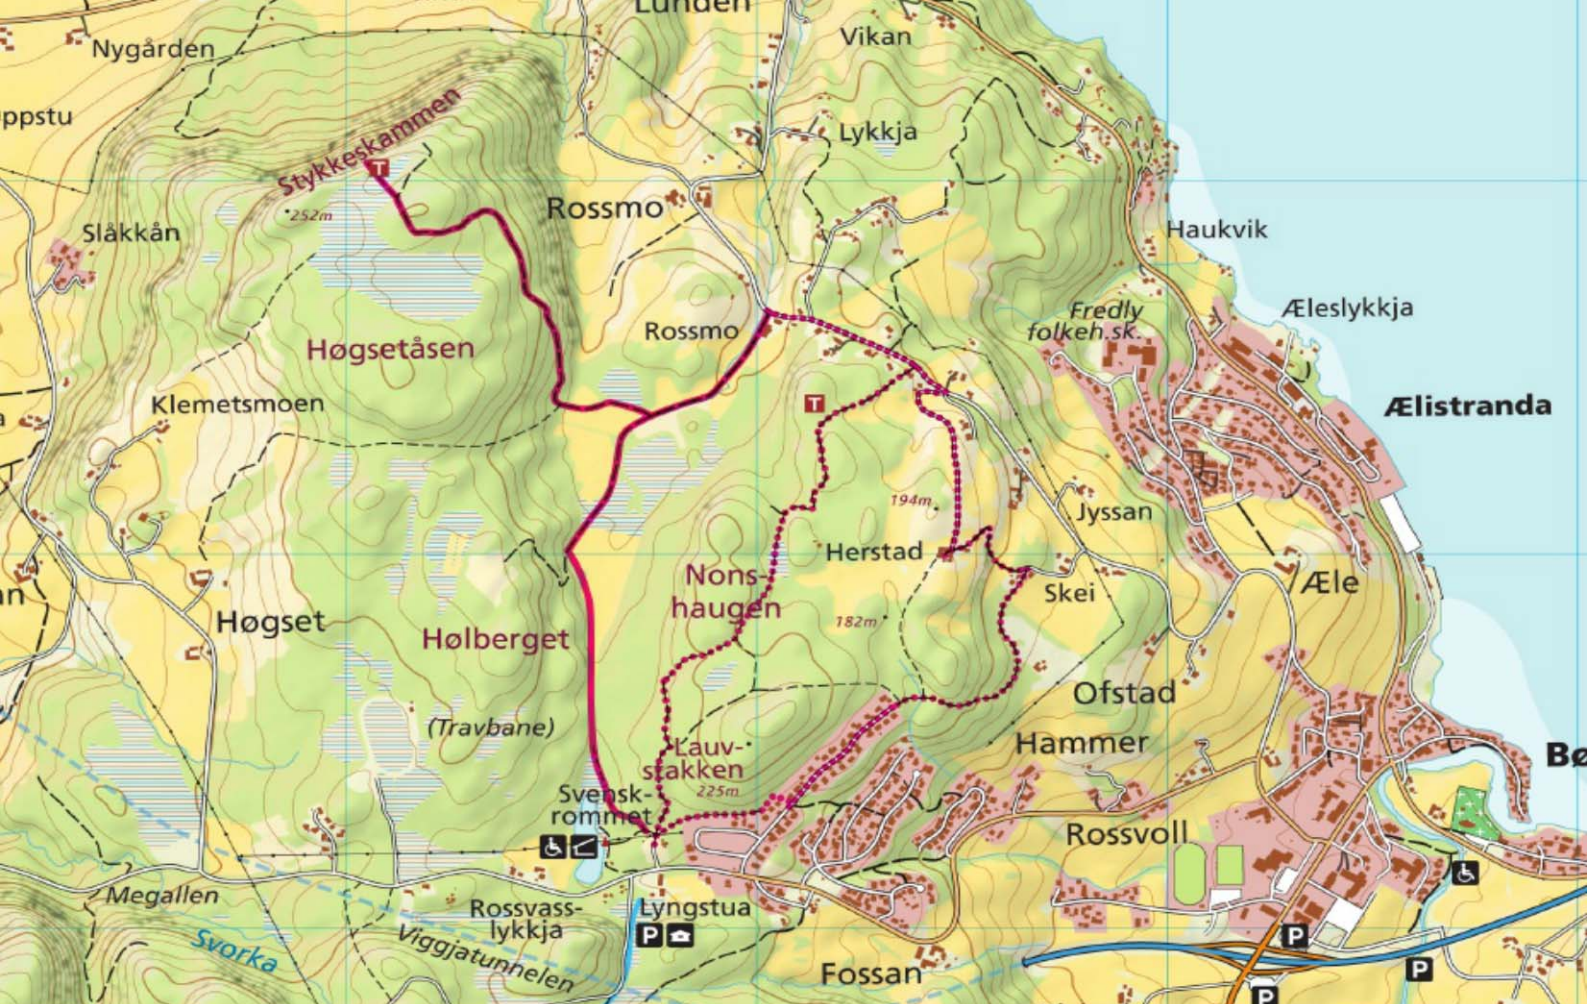 Lunden
Vikan
Nygården
Lykkja
Stykkeskammen
T
252m
Rossmo
Slåkkån
Haukvik
Fredly
folkeh.sk.
Æleslykkja
Rossmo
Høgsetåsen
Klemetsmoen
T
Ælistranda
194m
Jyssan
Herstad
Nons-
haugen
Skei
Æle
Høgset
Hølberget
182m
Ofstad
(Travbane)
Hammer
Lauv-
stakken
225m
Svensk-
rommet
Rossvoll
Megallen
Rossvass-
lykkja
Lyngstua
P
Svorka
Viggjatunnelen
Fossan
P
P
P